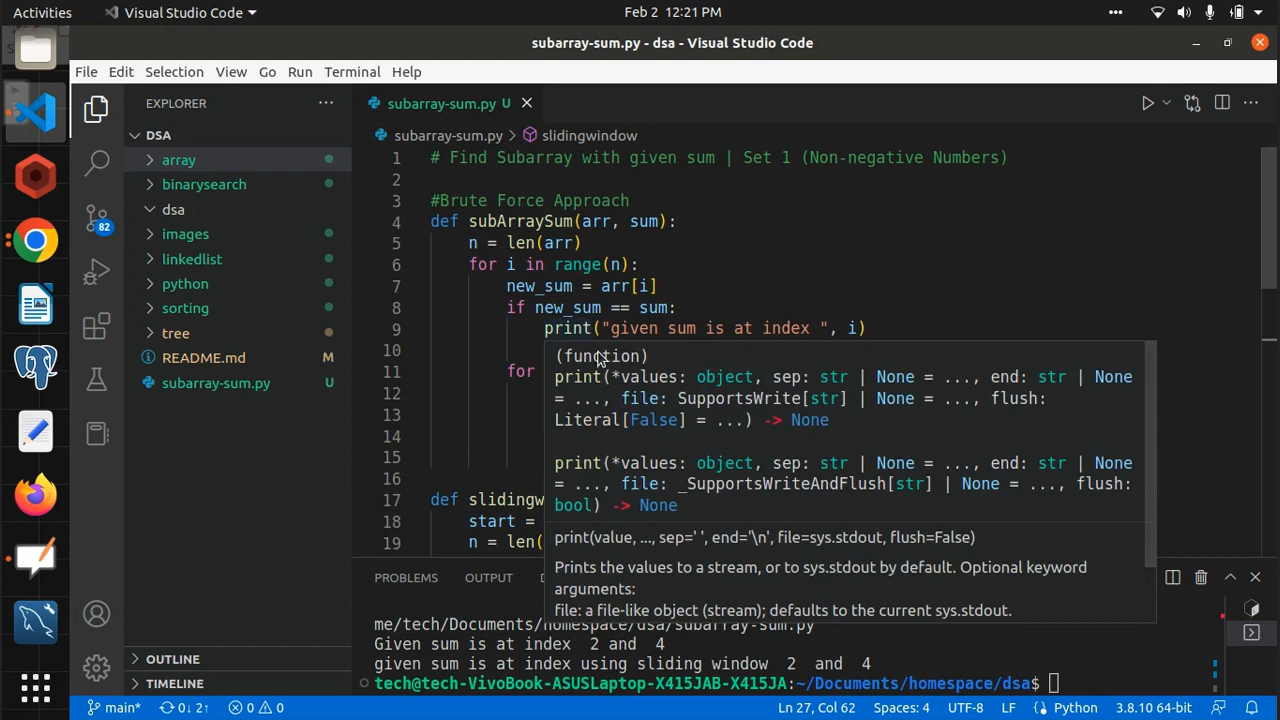 Activities
Visual Studio Code
Feb 2 12:21 PM
subarray-sum.py - dsa - Visual Studio Code
File Edit Selection View Go Run Terminal Help
EXPLORER
subarray-sum.py U
DSA
subarray-sum.py > slidingwindow
array
binarysearch
dsa
images
linkedlist
python
sorting
tree
README.md M
subarray-sum.py U
OUTLINE
TIMELINE
82
1 # Find Subarray with given sum | Set 1 (Non-negative Numbers)
2
3 #Brute Force Approach
4 def subArraySum(arr, sum):
5 n = len(arr)
6 for i in range(n):
7 new_sum = arr[i]
8 if new_sum == sum:
9 print("given sum is at index ", i)
10
11 for
12
13
14
15
16
17 def slidingw
18 start =
19 n = len(
(function)
print(*values: object, sep: str | None = ..., end: str | None
= ..., file: SupportsWrite[str] | None = ..., flush:
Literal[False] = ...) -> None
print(*values: object, sep: str | None = ..., end: str | None
= ..., file: _SupportsWriteAndFlush[str] | None = ..., flush:
bool) -> None
print(value, ..., sep=' ', end='\n', file=sys.stdout, flush=False)
Prints the values to a stream, or to sys.stdout by default. Optional keyword
arguments:
file: a file-like object (stream); defaults to the current sys.stdout.
PROBLEMS OUTPUT
me/tech/Documents/homespace/dsa/subarray-sum.py
Given sum is at index 2 and 4
given sum is at index using sliding window 2 and 4
tech@tech-VivoBook-ASUSLaptop-X415JAB-X415JA:~/Documents/homespace/dsa$
main* 0↓ 2↑ 0 0 Ln 27, Col 62 Spaces: 4 UTF-8 LF Python 3.8.10 64-bit